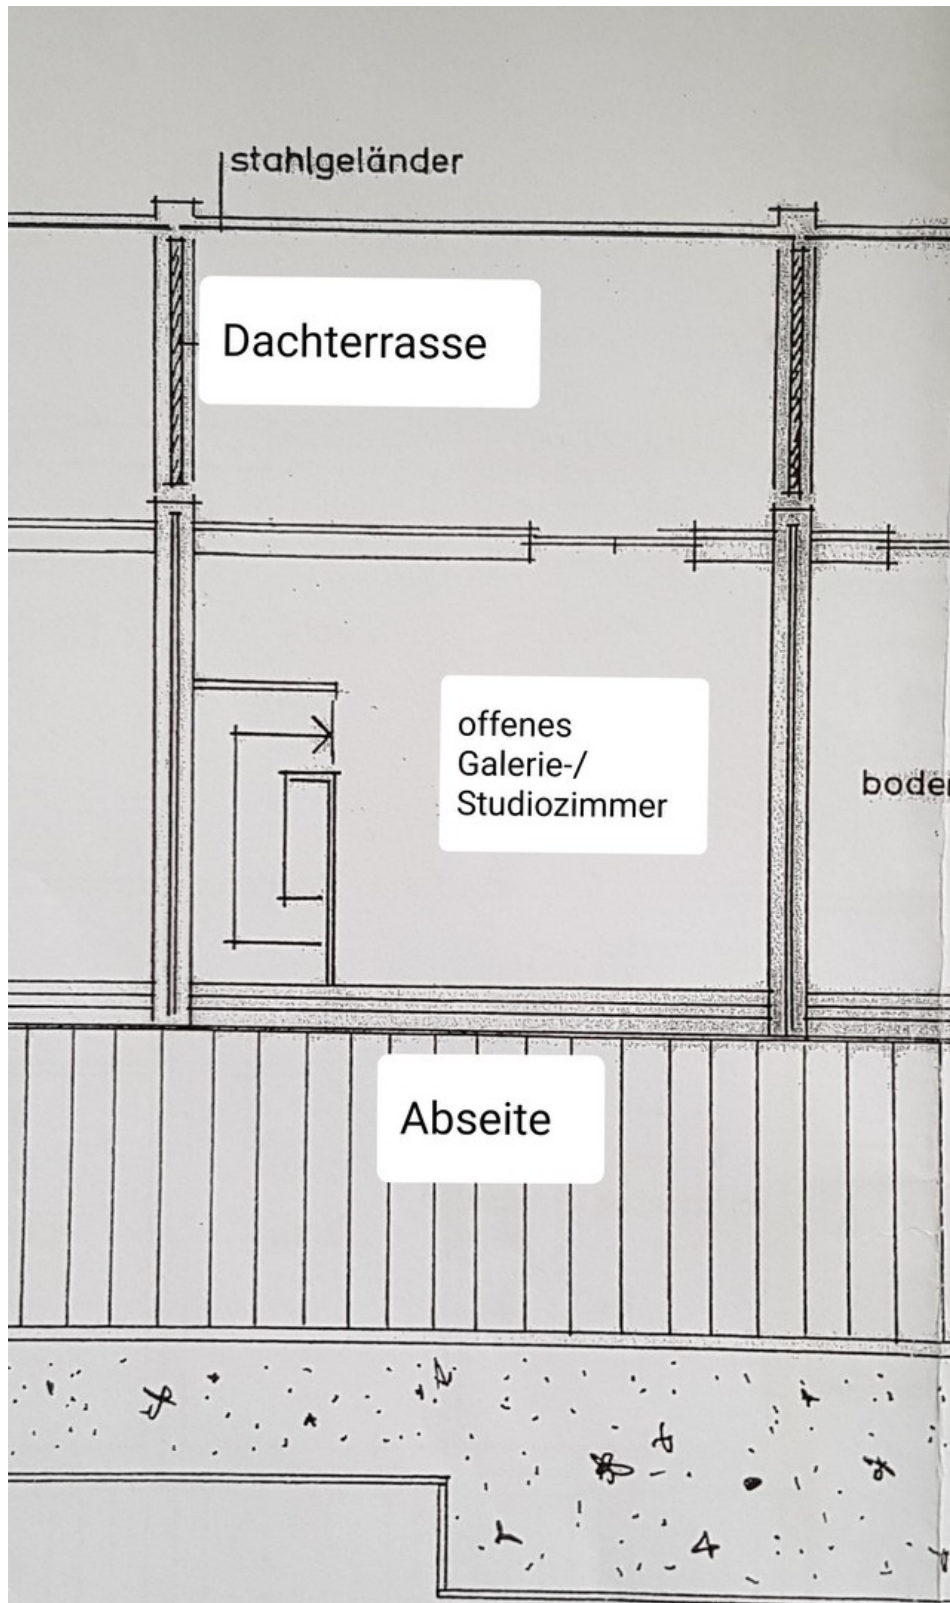 stahlgeländer
Dachterrasse
offenes
Galerie-/
Studiozimmer
Abseite